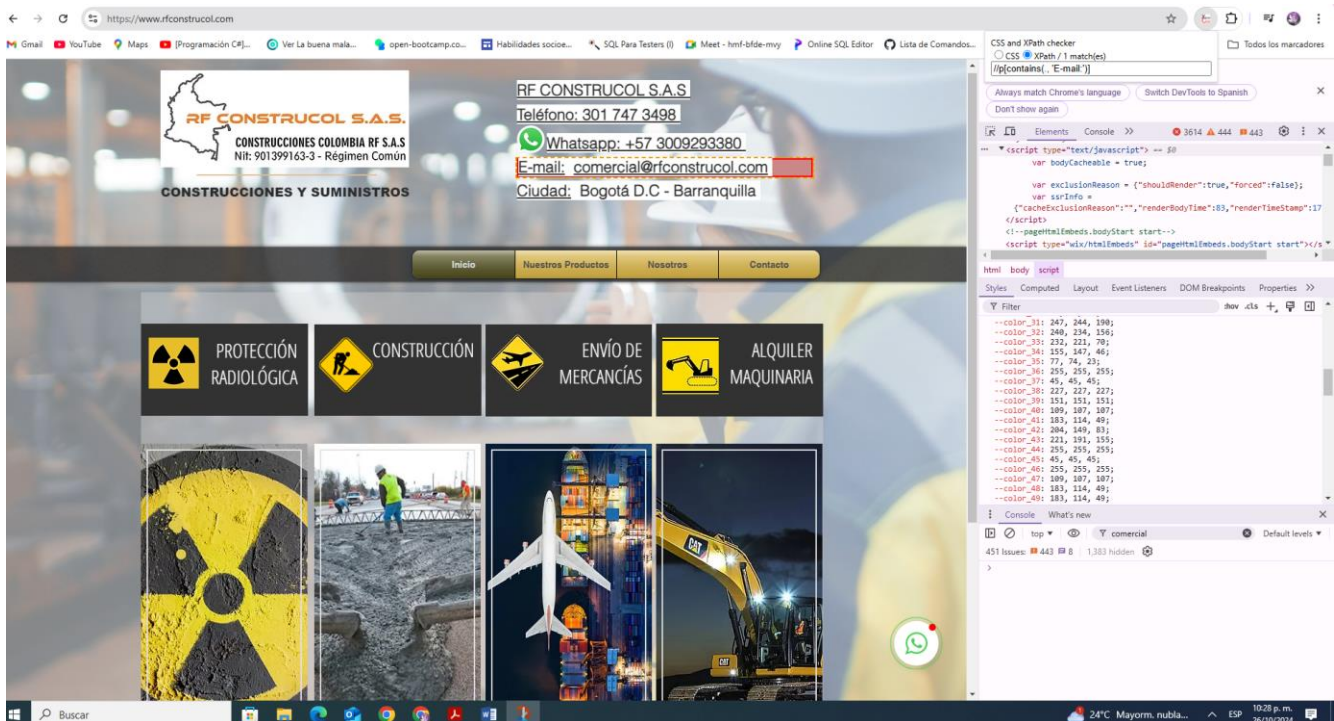 https://www.rfconstrucol.com
Gmail YouTube Maps [Programación C#]... Ver La buena mala... open-bootcamp.co... Habilidades socioe... SQL Para Testers (I) Meet - hmf-bfde-mvy Online SQL Editor Lista de Comandos... Todos los marcadores
CSS and XPath checker
CSS XPath / 1 match(es)
//p[contains(., 'E-mail:')]
RF CONSTRUCOL S.A.S.
CONSTRUCCIONES COLOMBIA RF S.A.S
Nit: 901399163-3 - Régimen Común
CONSTRUCCIONES Y SUMINISTROS
RF CONSTRUCOL S.A.S
Teléfono: 301 747 3498
Whatsapp: +57 3009293380
E-mail: comercial@rfconstrucol.com
Ciudad: Bogotá D.C - Barranquilla
Inicio Nuestros Productos Nosotros Contacto
PROTECCIÓN
RADIOLÓGICA
CONSTRUCCIÓN
ENVÍO DE
MERCANCÍAS
ALQUILER
MAQUINARIA
CAT
CAT
Always match Chrome's language Switch DevTools to Spanish
Don't show again
Elements Console 3614 444 443
<script type="text/javascript"> == $0
var bodyCacheable = true;
var exclusionReason = {"shouldRender":true,"forced":false};
var ssrInfo =
{"cacheExclusionReason":"","renderBodyTime":83,"renderTimeStamp":17
</script>
<!--pageHtmlEmbeds.bodyStart start-->
<script type="wix/htmlEmbeds" id="pageHtmlEmbeds.bodyStart start"></s
html body script
Styles Computed Layout Event Listeners DOM Breakpoints Properties
Filter :hov .cls
--color_31: 247, 244, 190;
--color_32: 240, 234, 156;
--color_33: 232, 221, 70;
--color_34: 155, 147, 46;
--color_35: 77, 74, 23;
--color_36: 255, 255, 255;
--color_37: 45, 45, 45;
--color_38: 227, 227, 227;
--color_39: 151, 151, 151;
--color_40: 109, 107, 107;
--color_41: 183, 114, 49;
--color_42: 204, 149, 83;
--color_43: 221, 191, 155;
--color_44: 255, 255, 255;
--color_45: 45, 45, 45;
--color_46: 255, 255, 255;
--color_47: 109, 107, 107;
--color_48: 183, 114, 49;
--color_49: 183, 114, 49;
Console What's new
top comercial Default levels
451 Issues: 443 8 1,383 hidden
Buscar
24°C Mayorm. nubla... ESP 10:28 p. m.
26/10/2024